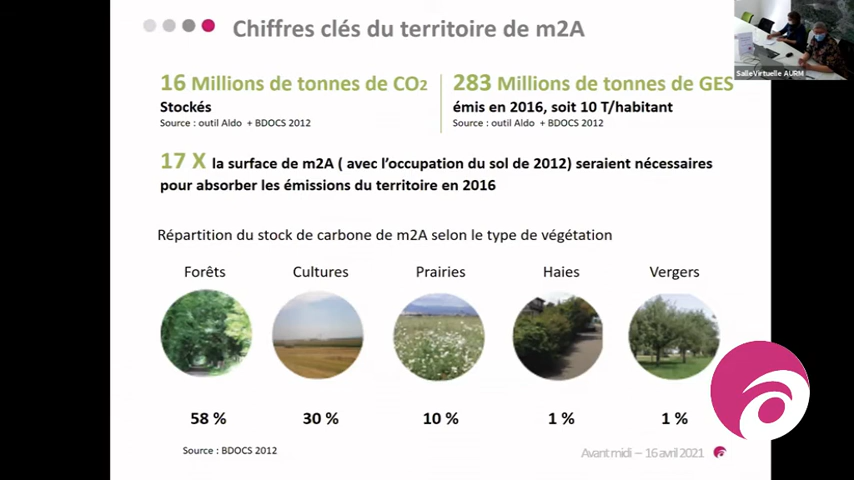 Chiffres clés du territoire de m2A
SalleVirtuelle AURM
16 Millions de tonnes de CO2
Stockés
Source : outil Aldo + BDOCS 2012
283 Millions de tonnes de GES
émis en 2016, soit 10 T/habitant
Source : outil Aldo + BDOCS 2012
17 X la surface de m2A ( avec l'occupation du sol de 2012) seraient nécessaires
pour absorber les émissions du territoire en 2016
Répartition du stock de carbone de m2A selon le type de végétation
Forêts Cultures Prairies Haies Vergers
58 % 30 % 10 % 1 % 1 %
Source : BDOCS 2012
Avant midi – 16 avril 2021